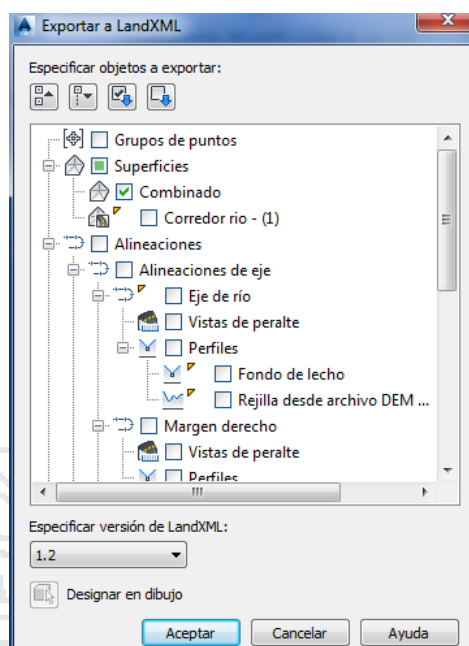 Exportar a LandXML
Especificar objetos a exportar:
Grupos de puntos
Superficies
Combinado
Corredor rio - (1)
Alineaciones
Alineaciones de eje
Eje de río
Vistas de peralte
Perfiles
Fondo de lecho
Rejilla desde archivo DEM ...
Margen derecho
Vistas de peralte
Perfiles
Especificar versión de LandXML:
1.2
Designar en dibujo
Aceptar Cancelar Ayuda